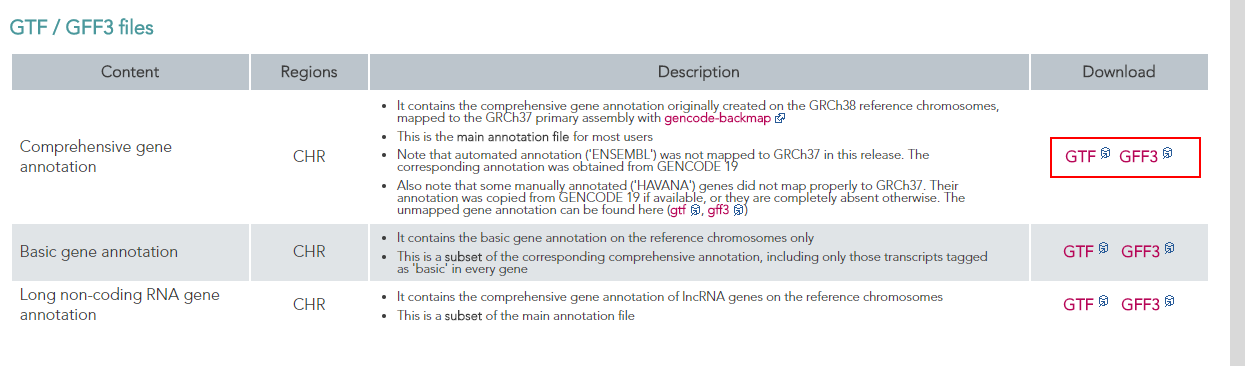 GTF / GFF3 files
Content Regions Description Download
Comprehensive gene
annotation
CHR
• It contains the comprehensive gene annotation originally created on the GRCh38 reference chromosomes,
mapped to the GRCh37 primary assembly with gencode-backmap
• This is the main annotation file for most users
• Note that automated annotation ('ENSEMBL') was not mapped to GRCh37 in this release. The
corresponding annotation was obtained from GENCODE 19
• Also note that some manually annotated ('HAVANA') genes did not map properly to GRCh37. Their
annotation was copied from GENCODE 19 if available, or they are completely absent otherwise. The
unmapped gene annotation can be found here (gtf, gff3)
GTF GFF3
Basic gene annotation
CHR
• It contains the basic gene annotation on the reference chromosomes only
• This is a subset of the corresponding comprehensive annotation, including only those transcripts tagged
as 'basic' in every gene
GTF GFF3
Long non-coding RNA gene
annotation
CHR
• It contains the comprehensive gene annotation of lncRNA genes on the reference chromosomes
• This is a subset of the main annotation file
GTF GFF3